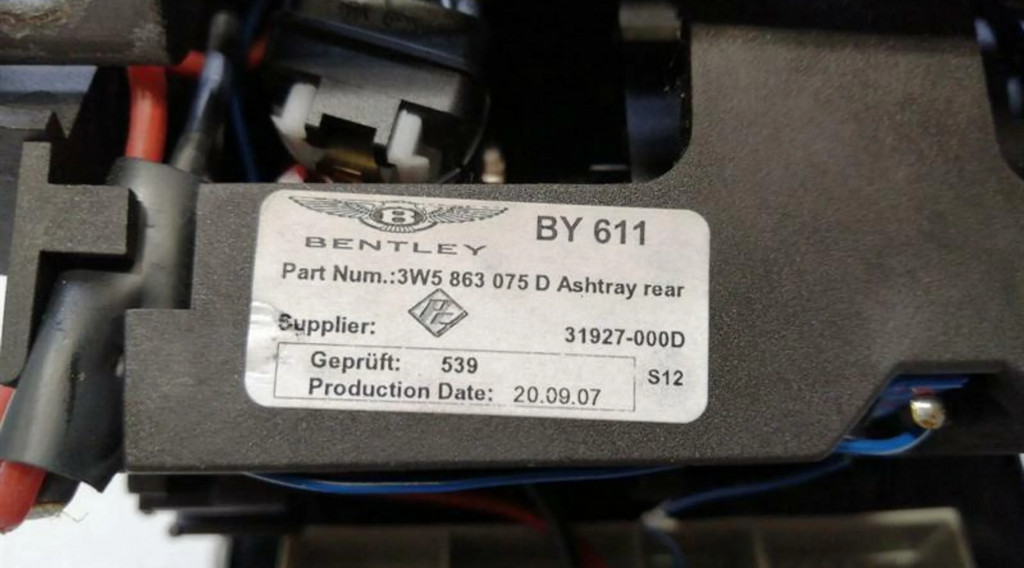 B
BENTLEY
BY 611
Part Num.:3W5 863 075 D Ashtray rear
Supplier:
31927-000D
Geprüft: 539
S12
Production Date: 20.09.07